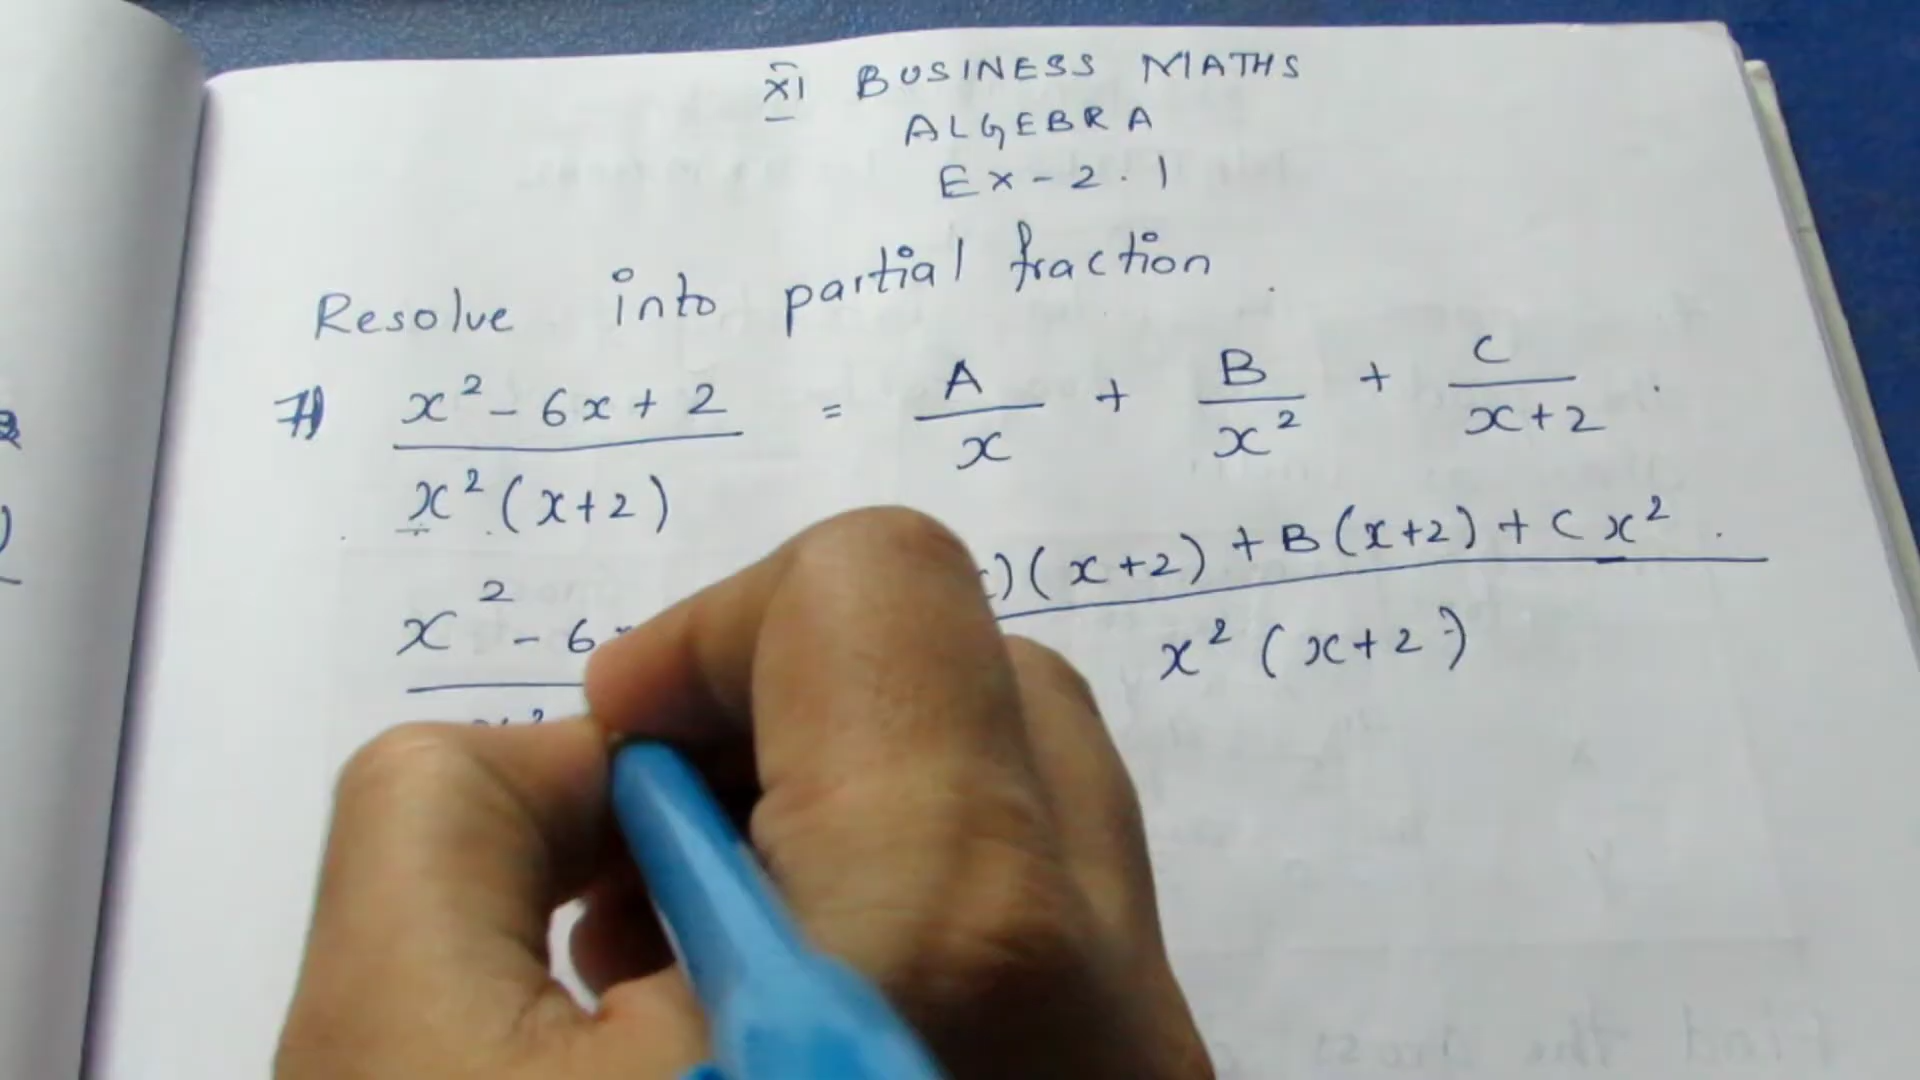 XI BUSINESS MATHS
ALGEBRA
Ex-2.1
Resolve into partial fraction
7) x² - 6x + 2 / x² (x+2) = A / x + B / x² + C / x+2
x² - 6 ) (x+2) + B (x+2) + C x² / x² (x+2)